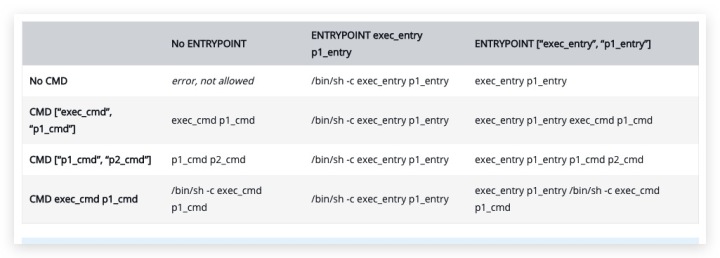 No ENTRYPOINT
ENTRYPOINT exec_entry
p1_entry
ENTRYPOINT [“exec_entry”, “p1_entry”]
No CMD
error, not allowed
/bin/sh -c exec_entry p1_entry
exec_entry p1_entry
CMD [“exec_cmd”,
“p1_cmd”]
exec_cmd p1_cmd
/bin/sh -c exec_entry p1_entry
exec_entry p1_entry exec_cmd p1_cmd
CMD [“p1_cmd”, “p2_cmd”]
p1_cmd p2_cmd
/bin/sh -c exec_entry p1_entry
exec_entry p1_entry p1_cmd p2_cmd
CMD exec_cmd p1_cmd
/bin/sh -c exec_cmd
p1_cmd
/bin/sh -c exec_entry p1_entry
exec_entry p1_entry /bin/sh -c exec_cmd
p1_cmd